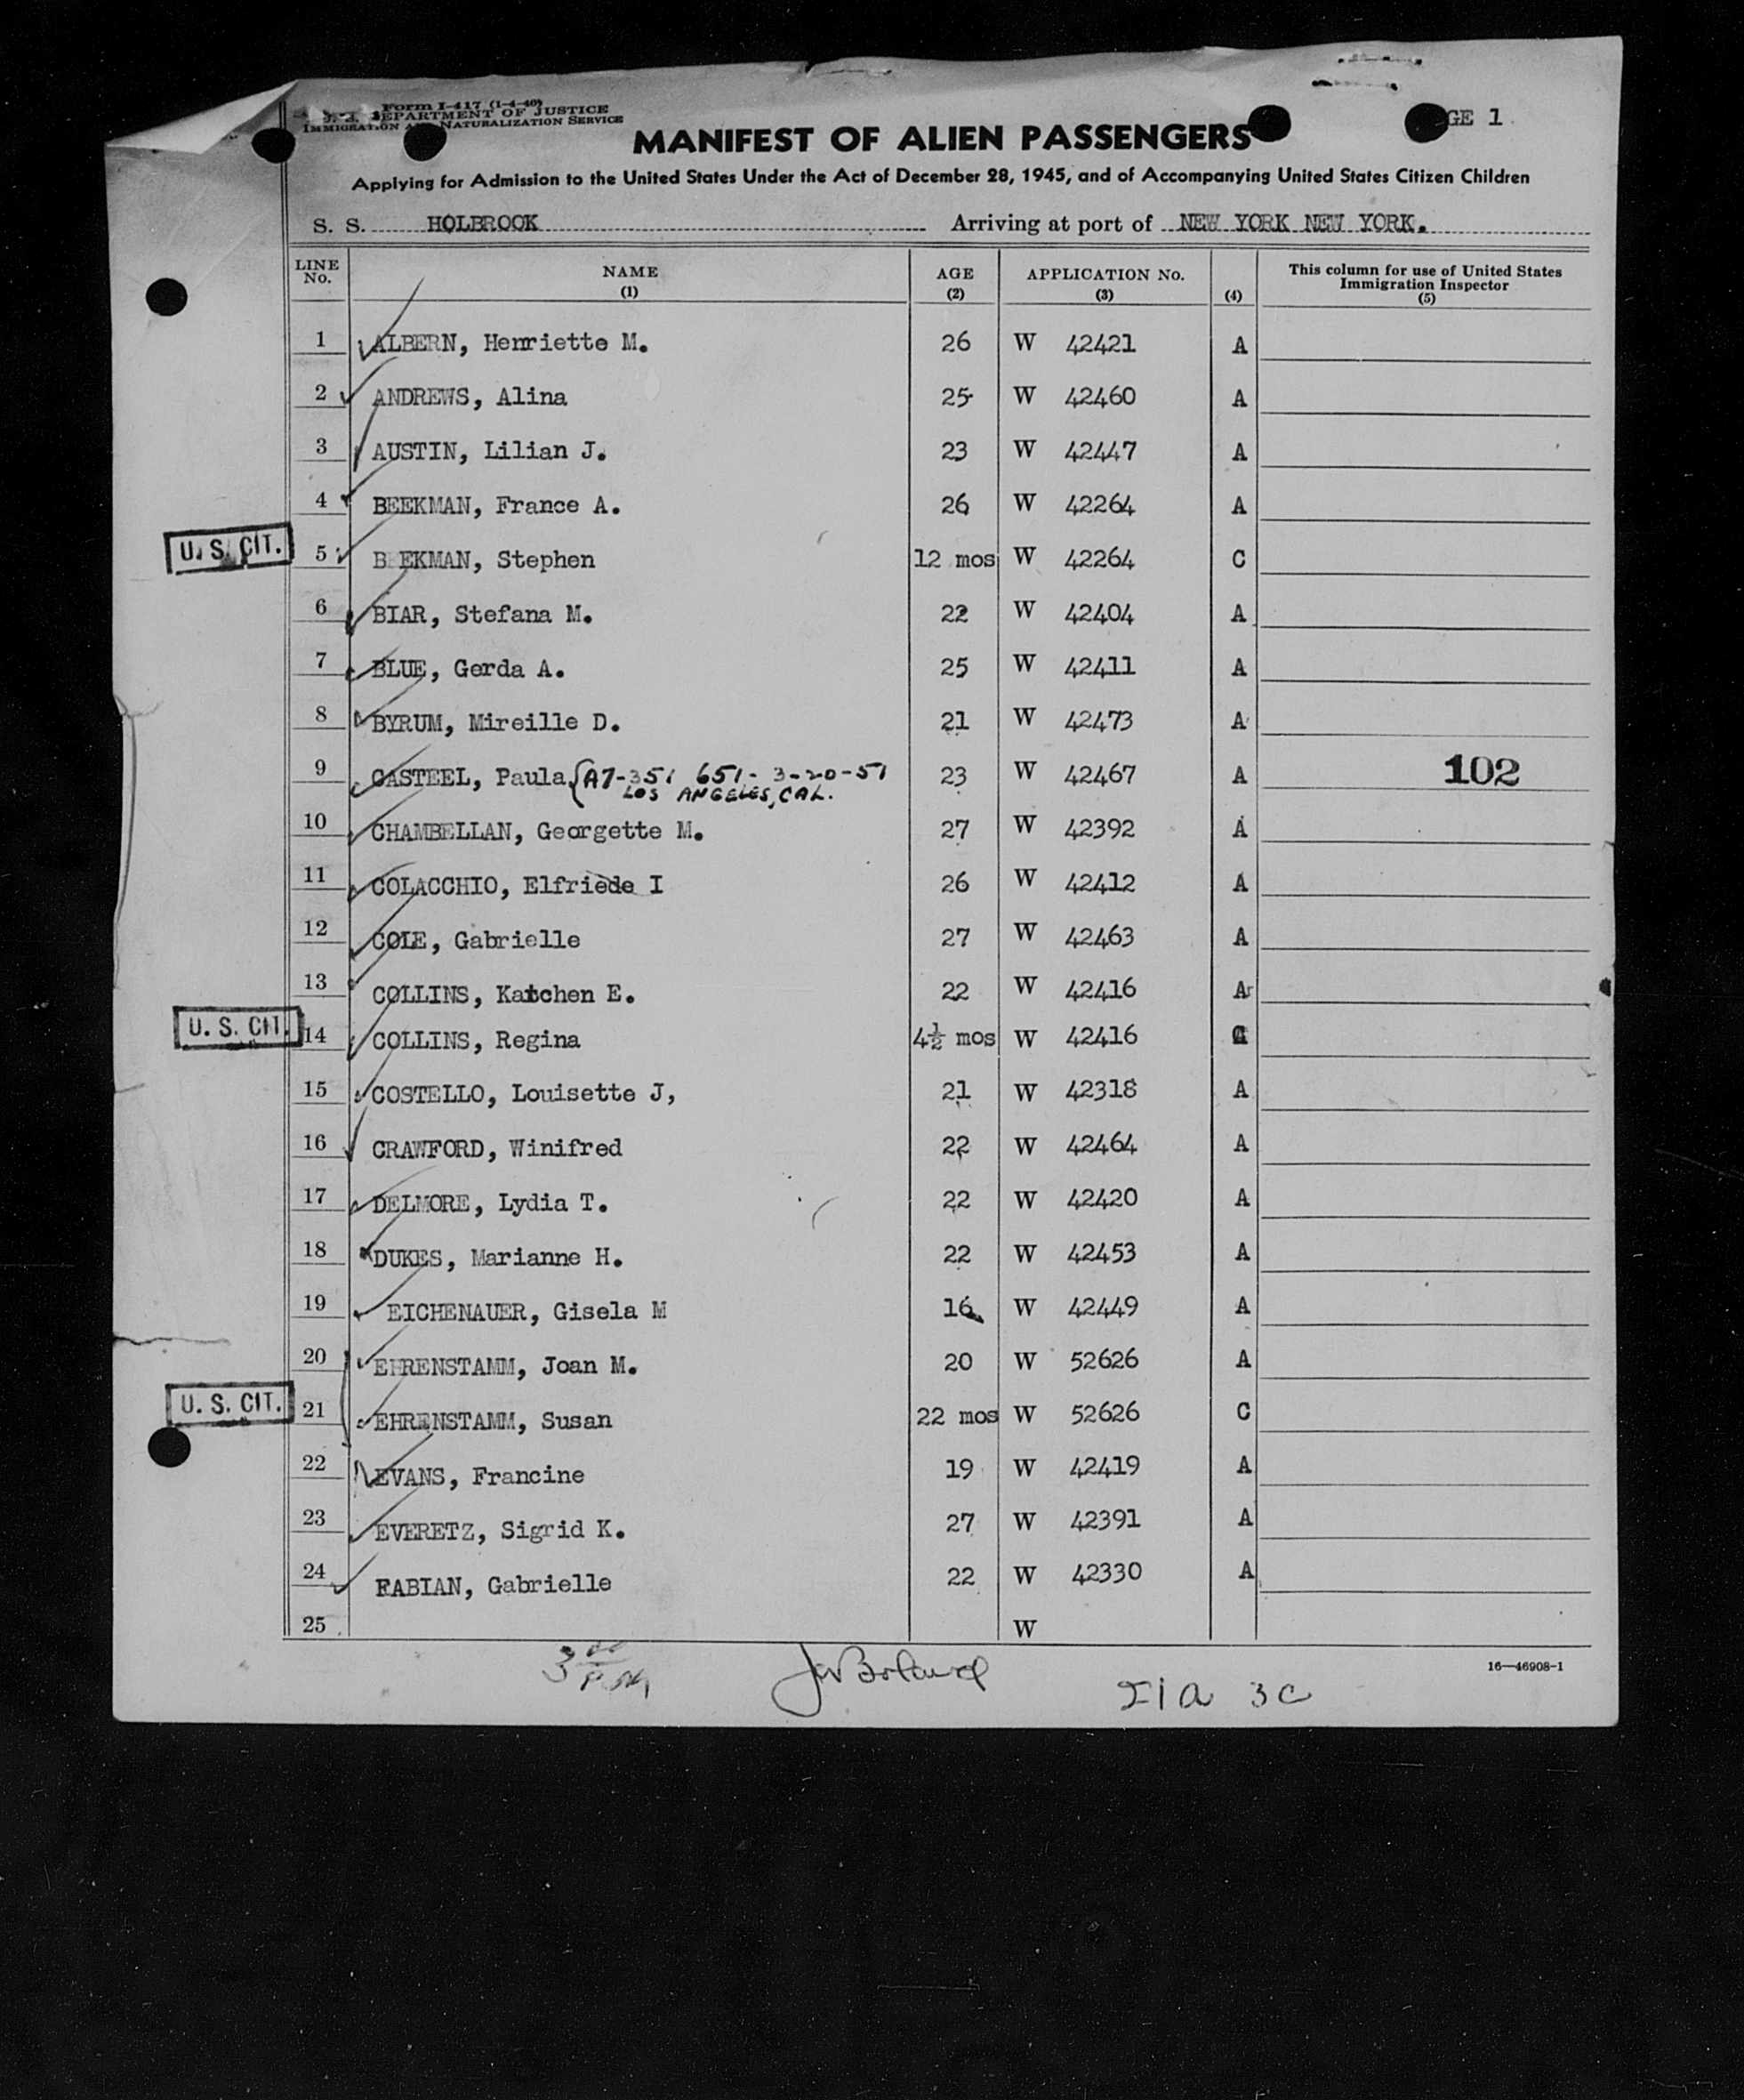 Form I-417 (1-4-46)
U. S. DEPARTMENT OF JUSTICE
IMMIGRATION AND NATURALIZATION SERVICE
GE 1
MANIFEST OF ALIEN PASSENGERS
Applying for Admission to the United States Under the Act of December 28, 1945, and of Accompanying United States Citizen Children
S. S. HOLBROOK Arriving at port of NEW YORK NEW YORK.
LINE No. NAME (1) AGE (2) APPLICATION No. (3) (4) This column for use of United States Immigration Inspector (5)
1 ALBERN, Henriette M. 26 W 42421 A
2 ANDREWS, Alina 25 W 42460 A
3 AUSTIN, Lilian J. 23 W 42447 A
4 BEEKMAN, France A. 26 W 42264 A
U. S. CIT. 5 BEEKMAN, Stephen 12 mos W 42264 C
6 BIAR, Stefana M. 22 W 42404 A
7 BLUE, Gerda A. 25 W 42411 A
8 BYRUM, Mireille D. 21 W 42473 A
9 CASTEEL, Paula {A7-351 651- 3-20-51 LOS ANGELES, CAL. 23 W 42467 A 102
10 CHAMBELLAN, Georgette M. 27 W 42392 A
11 COLACCHIO, Elfriede I 26 W 42412 A
12 COLE, Gabrielle 27 W 42463 A
13 COLLINS, Katchen E. 22 W 42416 A
U. S. CIT. 14 COLLINS, Regina 4½ mos W 42416 C
15 COSTELLO, Louisette J, 21 W 42318 A
16 CRAWFORD, Winifred 22 W 42464 A
17 DELMORE, Lydia T. 22 W 42420 A
18 DUKES, Marianne H. 22 W 42453 A
19 EICHENAUER, Gisela M 16 W 42449 A
20 EHRENSTAMM, Joan M. 20 W 52626 A
U. S. CIT. 21 EHRENSTAMM, Susan 22 mos W 52626 C
22 EVANS, Francine 19 W 42419 A
23 EVERETZ, Sigrid K. 27 W 42391 A
24 FABIAN, Gabrielle 22 W 42330 A
25 W
3 00 P.M.
16—46908-1
21A 3C